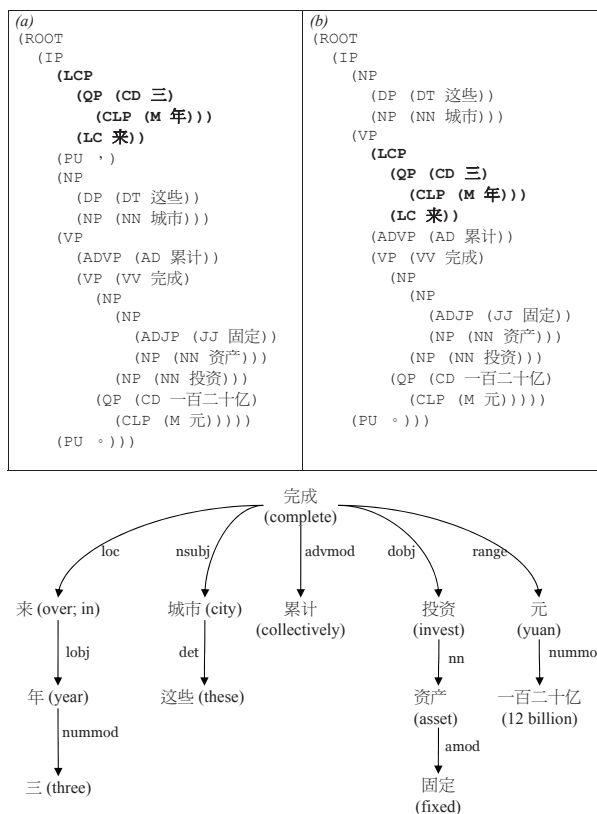 (a)
(ROOT
(IP
(LCP
(QP (CD 三)
(CLP (M 年)))
(LC 来))
(PU ，)
(NP
(DP (DT 这些))
(NP (NN 城市)))
(VP
(ADVP (AD 累计))
(VP (VV 完成)
(NP
(NP
(ADJP (JJ 固定))
(NP (NN 资产)))
(NP (NN 投资)))
(QP (CD 一百二十亿)
(CLP (M 元)))))
(PU 。)))
(b)
(ROOT
(IP
(NP
(DP (DT 这些))
(NP (NN 城市)))
(VP
(LCP
(QP (CD 三)
(CLP (M 年)))
(LC 来))
(ADVP (AD 累计))
(VP (VV 完成)
(NP
(NP
(ADJP (JJ 固定))
(NP (NN 资产)))
(NP (NN 投资)))
(QP (CD 一百二十亿)
(CLP (M 元)))))
(PU 。)))
完成
(complete)
loc nsubj advmod dobj range
来 (over; in) 城市 (city) 累计 投资 元
(collectively) (invest) (yuan)
lobj det nn nummo
年 (year) 这些 (these) 资产 一百二十亿
(asset) (12 billion)
nummod amod
三 (three) 固定
(fixed)